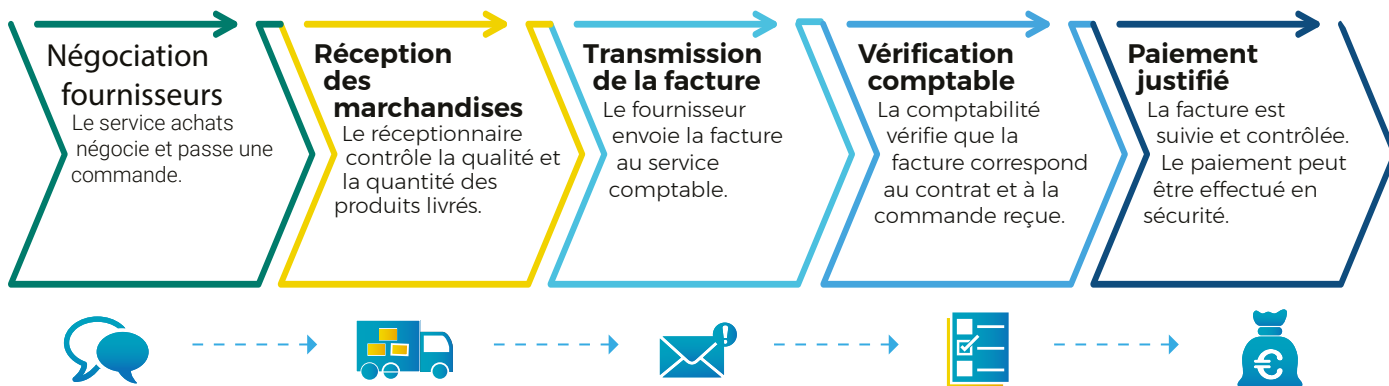 Négociation
fournisseurs
Le service achats
négocie et passe une
commande.
Réception
des
marchandises
Le réceptionnaire
contrôle la qualité et
la quantité des
produits livrés.
Transmission
de la facture
Le fournisseur
envoie la facture
au service
comptable.
Vérification
comptable
La comptabilité
vérifie que la
facture correspond
au contrat et à la
commande reçue.
Paiement
justifié
La facture est
suivie et contrôlée.
Le paiement peut
être effectué en
sécurité.
€